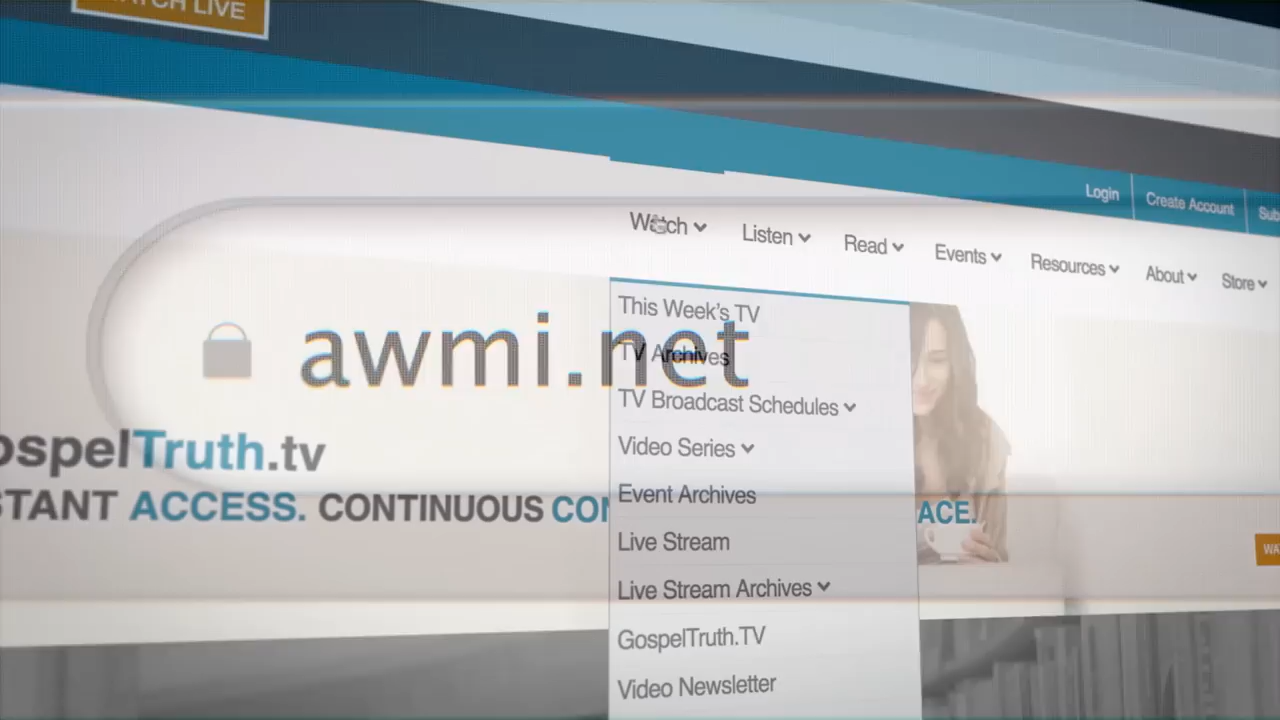 WATCH LIVE
Login
Create Account
Watch
Listen
Read
Events
Resources
About
Store
This Week's TV
awmi.net
TV Archives
TV Broadcast Schedules
ospelTruth.tv
Video Series
Event Archives
STANT ACCESS. CONTINUOUS CON
ACE.
Live Stream
Live Stream Archives
GospelTruth.TV
Video Newsletter